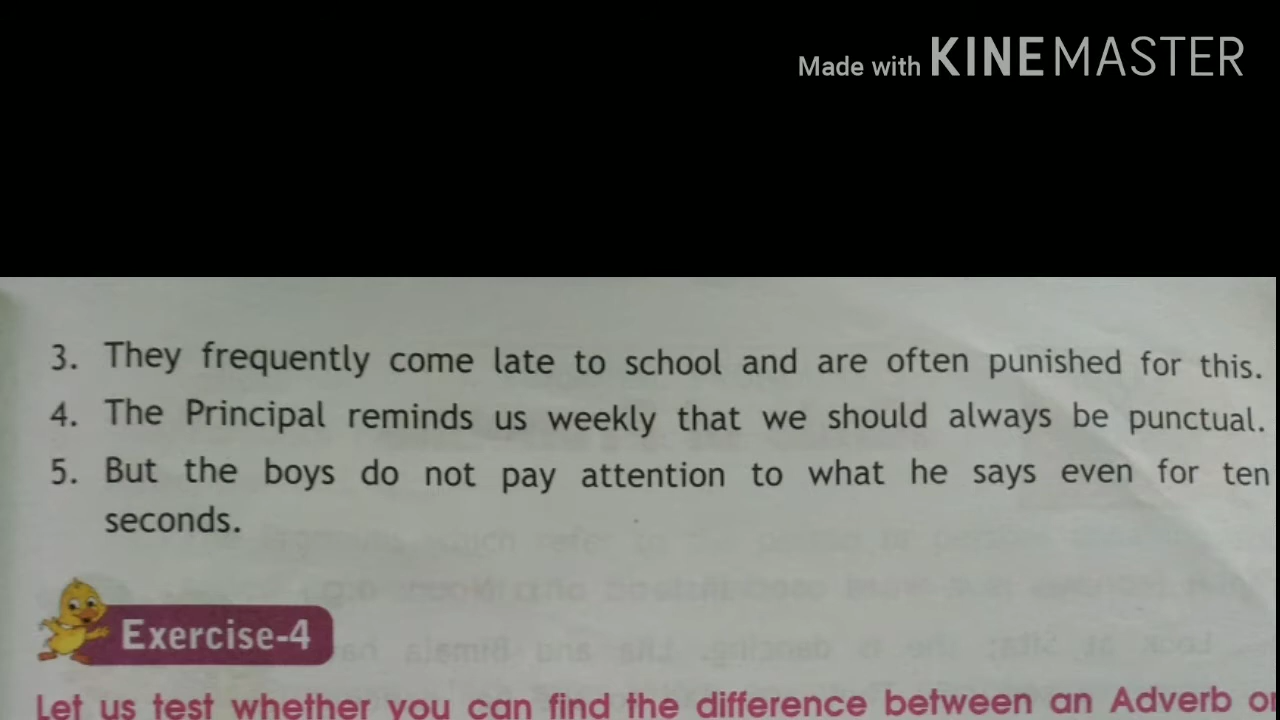 Made with KINEMASTER
3. They frequently come late to school and are often punished for this.
4. The Principal reminds us weekly that we should always be punctual.
5. But the boys do not pay attention to what he says even for ten
seconds.
Exercise-4
Let us test whether you can find the difference between an Adverb or